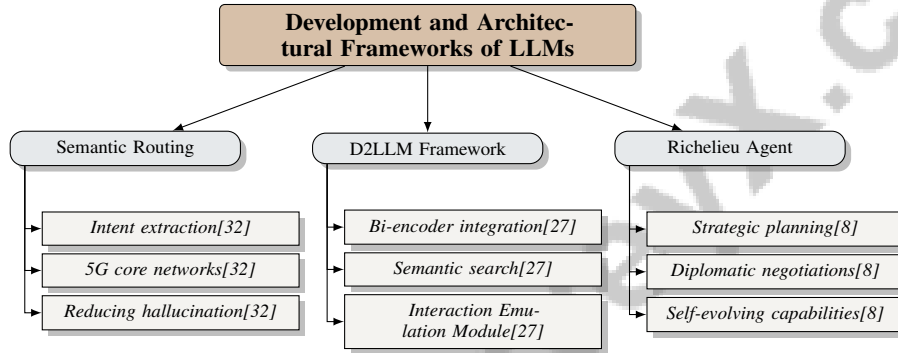 Development and Architec-
tural Frameworks of LLMs
Semantic Routing
D2LLM Framework
Richelieu Agent
Intent extraction[32]
5G core networks[32]
Reducing hallucination[32]
Bi-encoder integration[27]
Semantic search[27]
Interaction Emu-
lation Module[27]
Strategic planning[8]
Diplomatic negotiations[8]
Self-evolving capabilities[8]